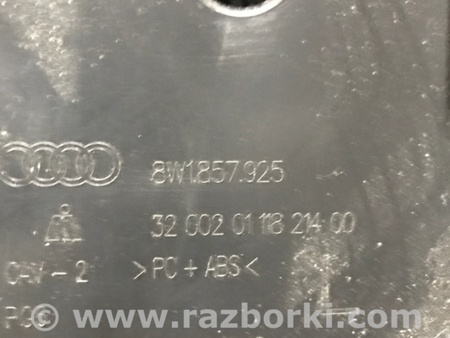 8W1.857.925
32 002 01 118 214 00
CAV - 2 >PC + ABS<
www.razborki.com